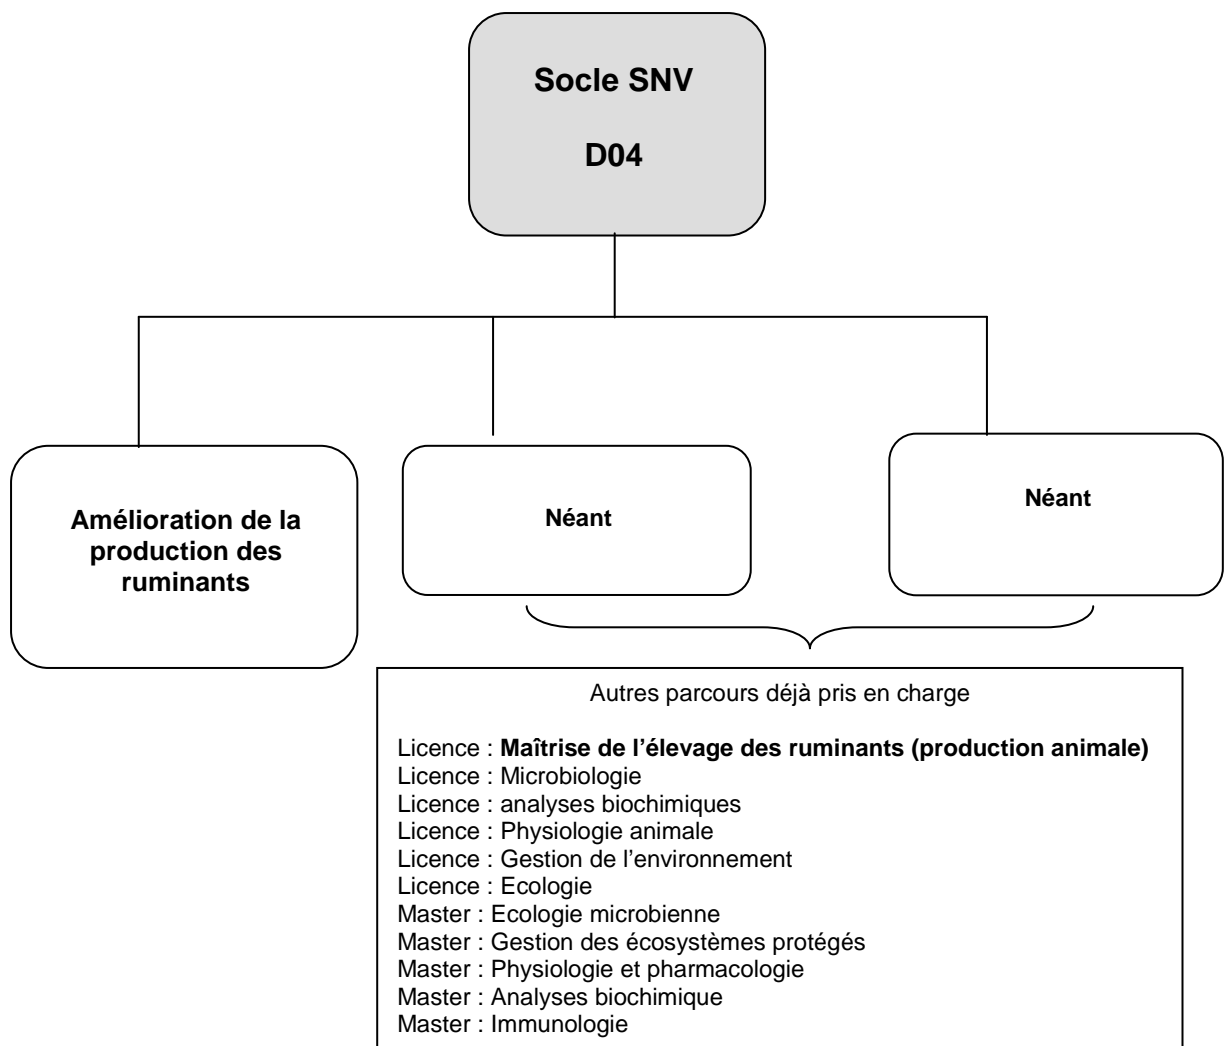 Socle SNV
D04
Amélioration de la
production des
ruminants
Néant
Néant
Autres parcours déjà pris en charge
Licence : Maîtrise de l'élevage des ruminants (production animale)
Licence : Microbiologie
Licence : analyses biochimiques
Licence : Physiologie animale
Licence : Gestion de l'environnement
Licence : Ecologie
Master : Ecologie microbienne
Master : Gestion des écosystèmes protégés
Master : Physiologie et pharmacologie
Master : Analyses biochimique
Master : Immunologie